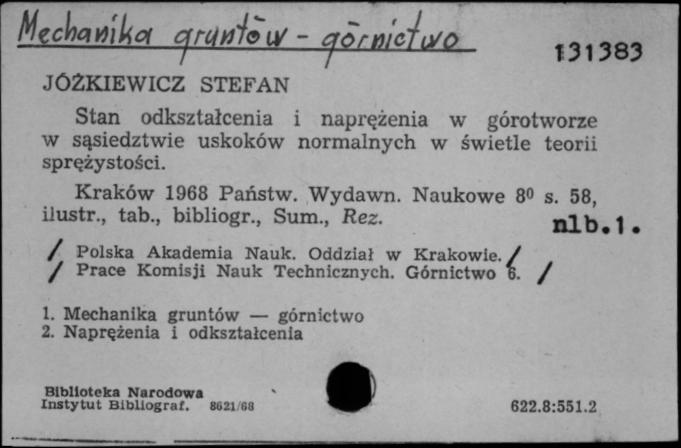 Mechanika gruntów - górnictwo
131383
JÓŻKIEWICZ STEFAN
Stan odkształcenia i naprężenia w górotworze
w sąsiedztwie uskoków normalnych w świetle teorii
sprężystości.
Kraków 1968 Państw. Wydawn. Naukowe 8⁰ s. 58,
ilustr., tab., bibliogr., Sum., Rez.
nlb.1.
/ Polska Akademia Nauk. Oddział w Krakowie. /
/ Prace Komisji Nauk Technicznych. Górnictwo 6. /
1. Mechanika gruntów — górnictwo
2. Naprężenia i odkształcenia
Biblioteka Narodowa
Instytut Bibliograf. 8621/68
622.8:551.2